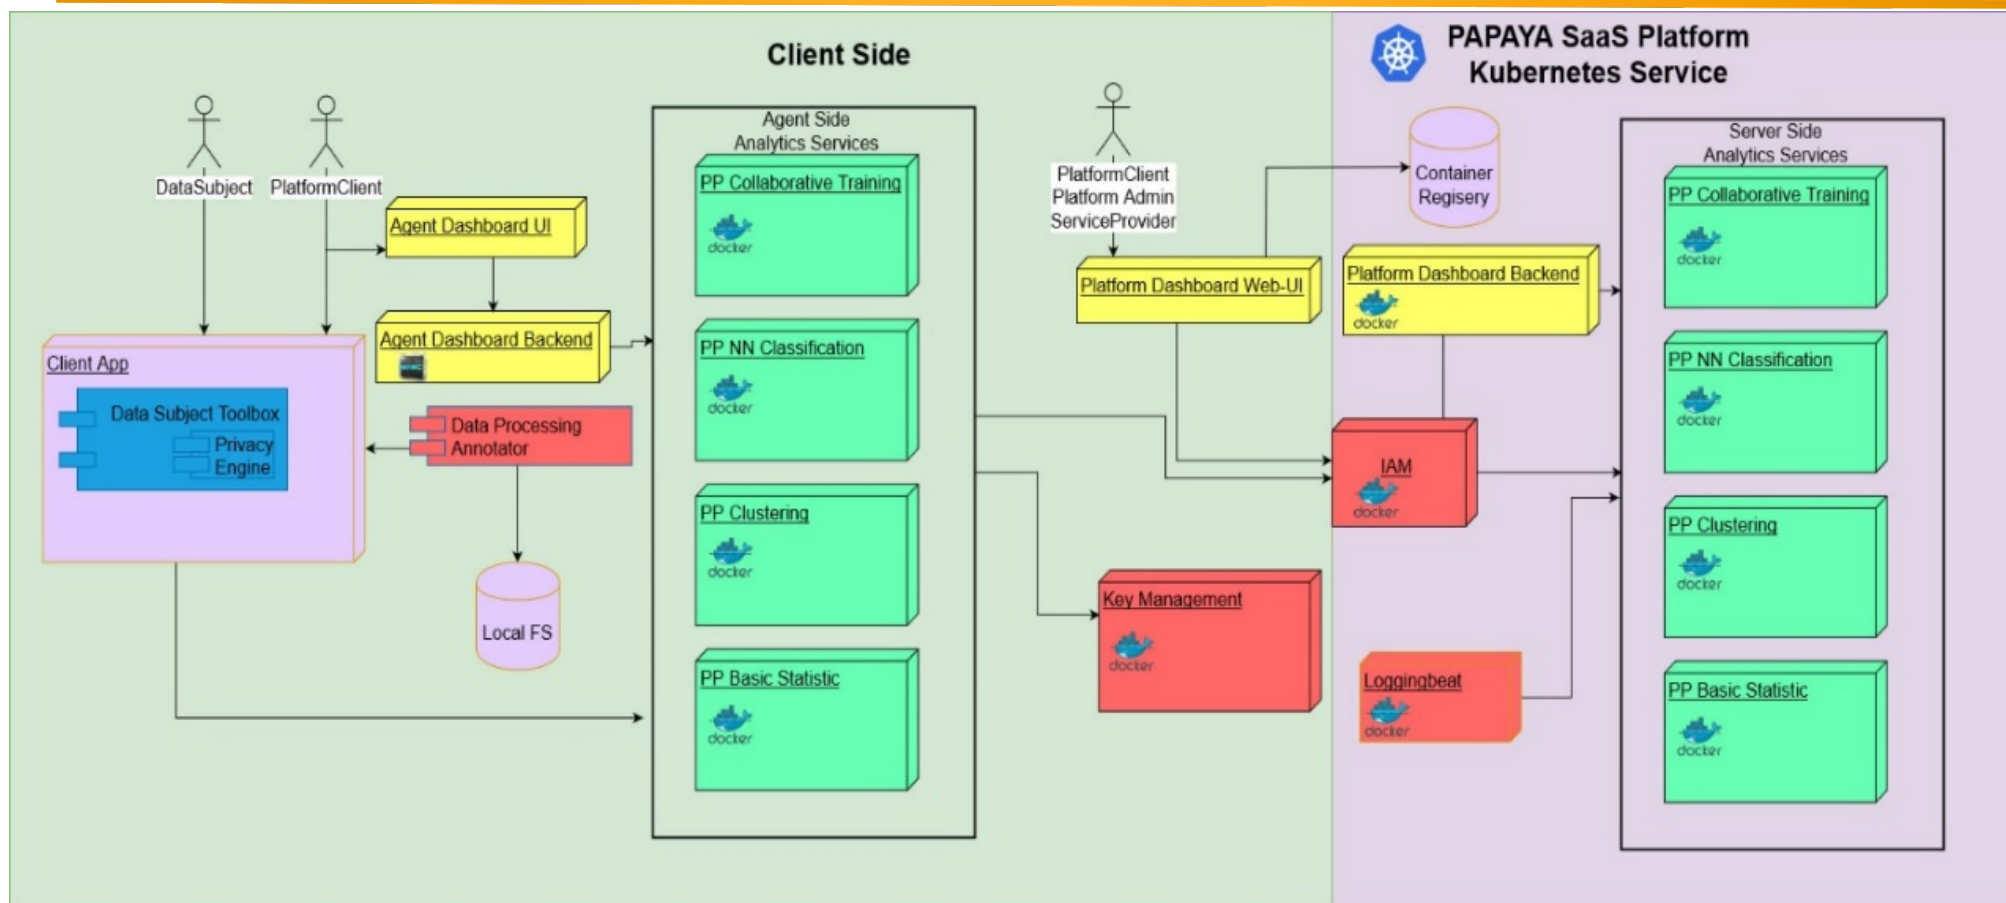 Client Side
PAPAYA SaaS Platform
Kubernetes Service
DataSubject
PlatformClient
Agent Dashboard UI
Agent Dashboard Backend
Client App
Data Subject Toolbox
Privacy
Engine
Data Processing
Annotator
Local FS
Agent Side
Analytics Services
PP Collaborative Training
docker
PP NN Classification
docker
PP Clustering
docker
PP Basic Statistic
docker
PlatformClient
Platform Admin
ServiceProvider
Platform Dashboard Web-UI
Key Management
docker
Container
Regisery
Platform Dashboard Backend
docker
IAM
docker
Loggingbeat
docker
Server Side
Analytics Services
PP Collaborative Training
docker
PP NN Classification
docker
PP Clustering
docker
PP Basic Statistic
docker